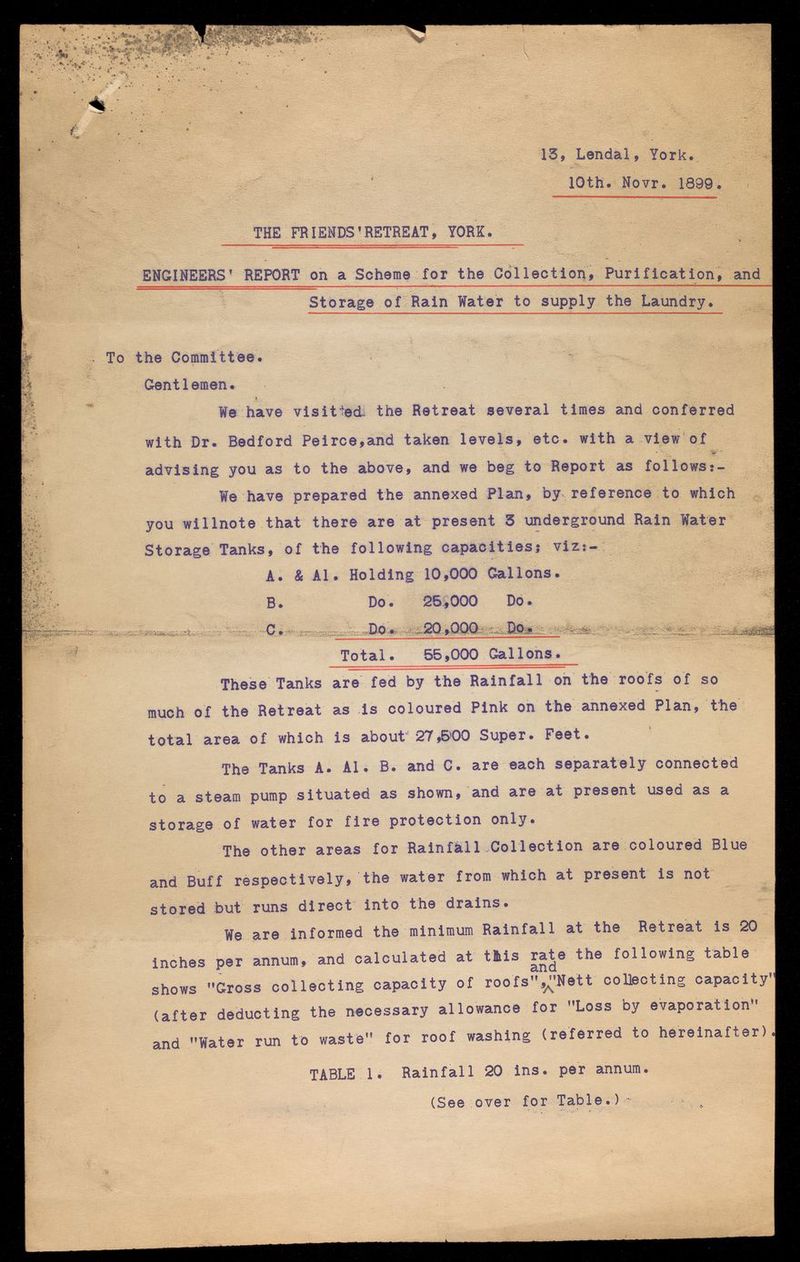 13, Lendal, York.
10th. Novr. 1899.
THE FRIENDS'RETREAT, YORK.
ENGINEERS' REPORT on a Scheme for the Collection, Purification, and
Storage of Rain Water to supply the Laundry.
To the Committee.
Gentlemen.
We have visitted the Retreat several times and conferred
with Dr. Bedford Peirce,and taken levels, etc. with a view of
advising you as to the above, and we beg to Report as follows:-
We have prepared the annexed Plan, by reference to which
you willnote that there are at present 3 underground Rain Water
Storage Tanks, of the following capacities; viz:-
A. & A1. Holding 10,000 Gallons.
B. Do. 25,000 Do.
C. Do. 20,000 Do.
Total. 55,000 Gallons.
These Tanks are fed by the Rainfall on the roofs of so
much of the Retreat as is coloured Pink on the annexed Plan, the
total area of which is about 27,500 Super. Feet.
The Tanks A. A1. B. and C. are each separately connected
to a steam pump situated as shown, and are at present used as a
storage of water for fire protection only.
The other areas for Rainfall Collection are coloured Blue
and Buff respectively, the water from which at present is not
stored but runs direct into the drains.
We are informed the minimum Rainfall at the Retreat is 20
inches per annum, and calculated at this rate the following table
shows "Gross collecting capacity of roofs", and "Nett collecting capacity"
(after deducting the necessary allowance for "Loss by evaporation"
and "Water run to waste" for roof washing (referred to hereinafter).
TABLE 1. Rainfall 20 ins. per annum.
(See over for Table.)